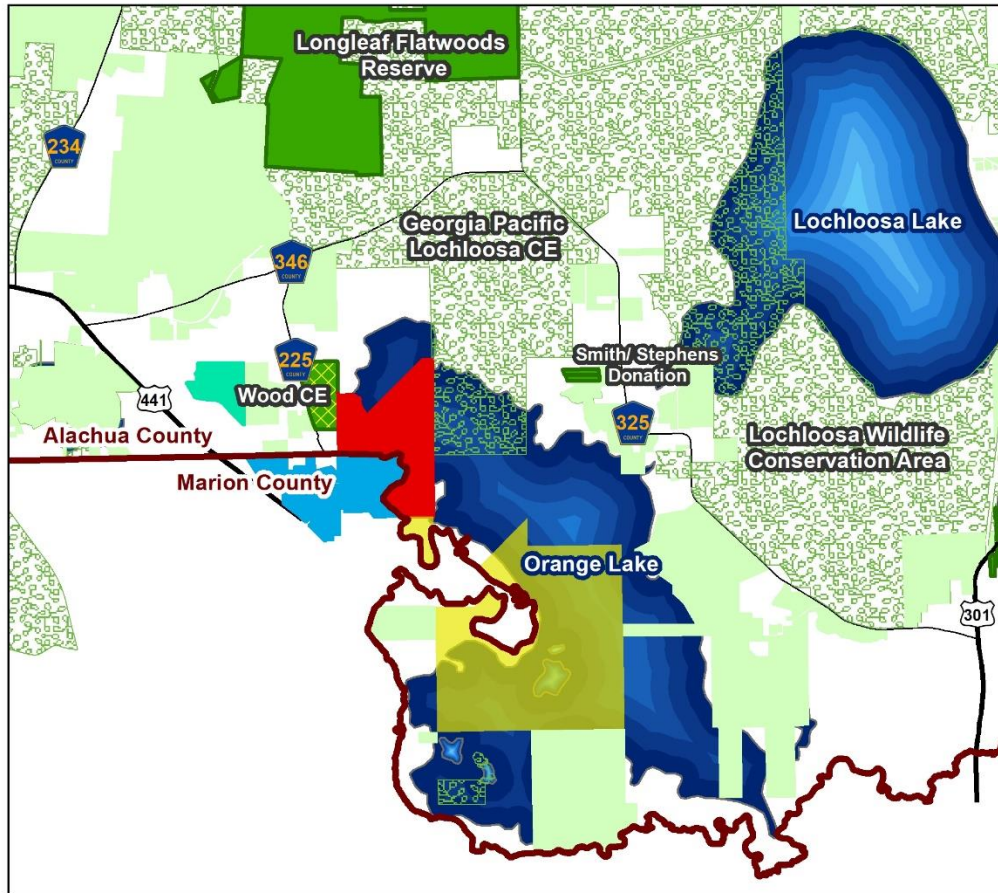 Longleaf Flatwoods
Reserve
234
COUNTY
Lochloosa Lake
Georgia Pacific
Lochloosa CE
346
COUNTY
Smith/ Stephens
Donation
225
COUNTY
Wood CE
441
325
COUNTY
Alachua County
Lochloosa Wildlife
Conservation Area
Marion County
Orange Lake
301